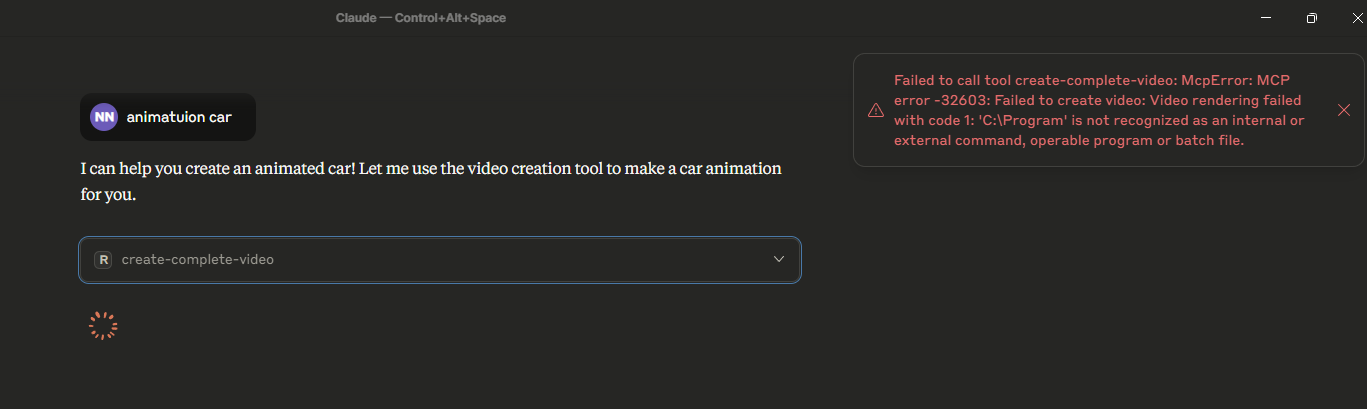 Claude — Control+Alt+Space
Failed to call tool create-complete-video: McpError: MCP
error -32603: Failed to create video: Video rendering failed
with code 1: 'C:\Program' is not recognized as an internal or
external command, operable program or batch file.
NN animatuion car
I can help you create an animated car! Let me use the video creation tool to make a car animation
for you.
R create-complete-video